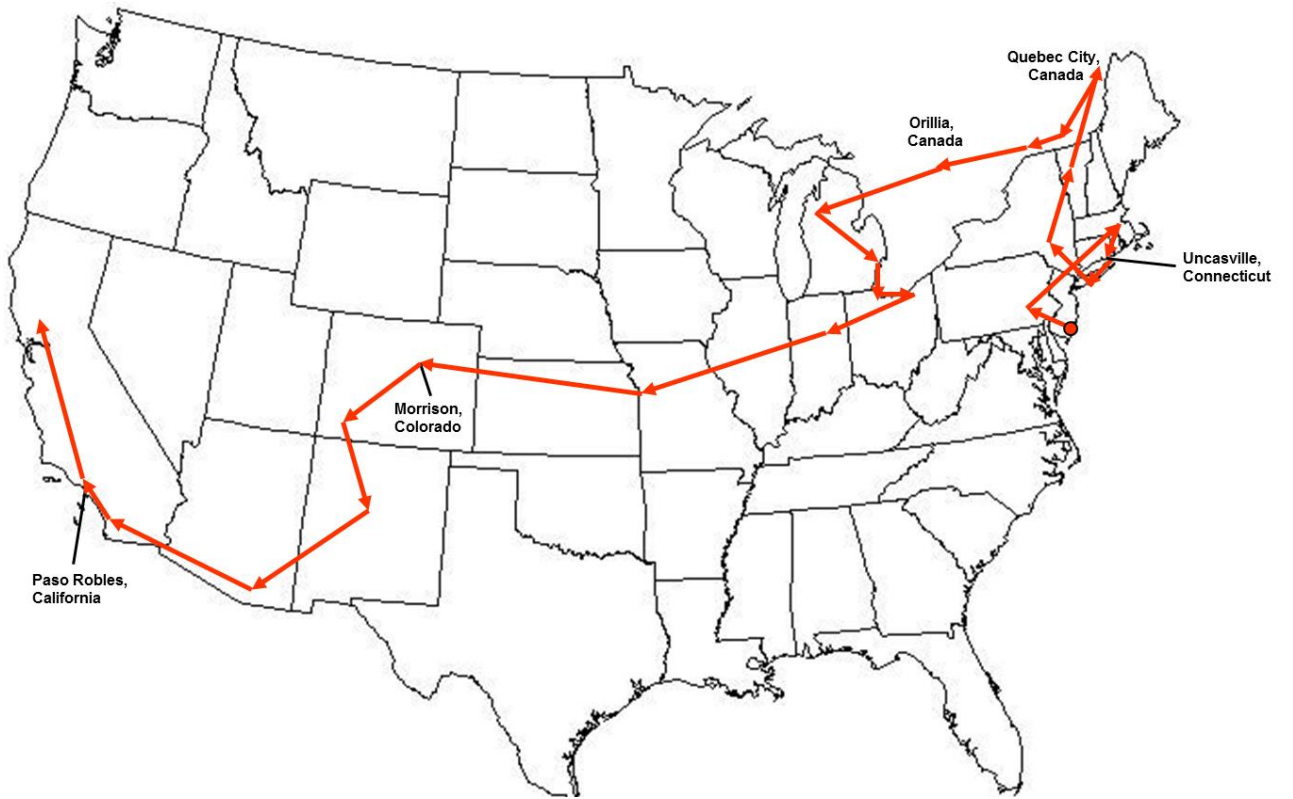 Quebec City,
Canada
Orillia,
Canada
Uncasville,
Connecticut
Morrison,
Colorado
Paso Robles,
California